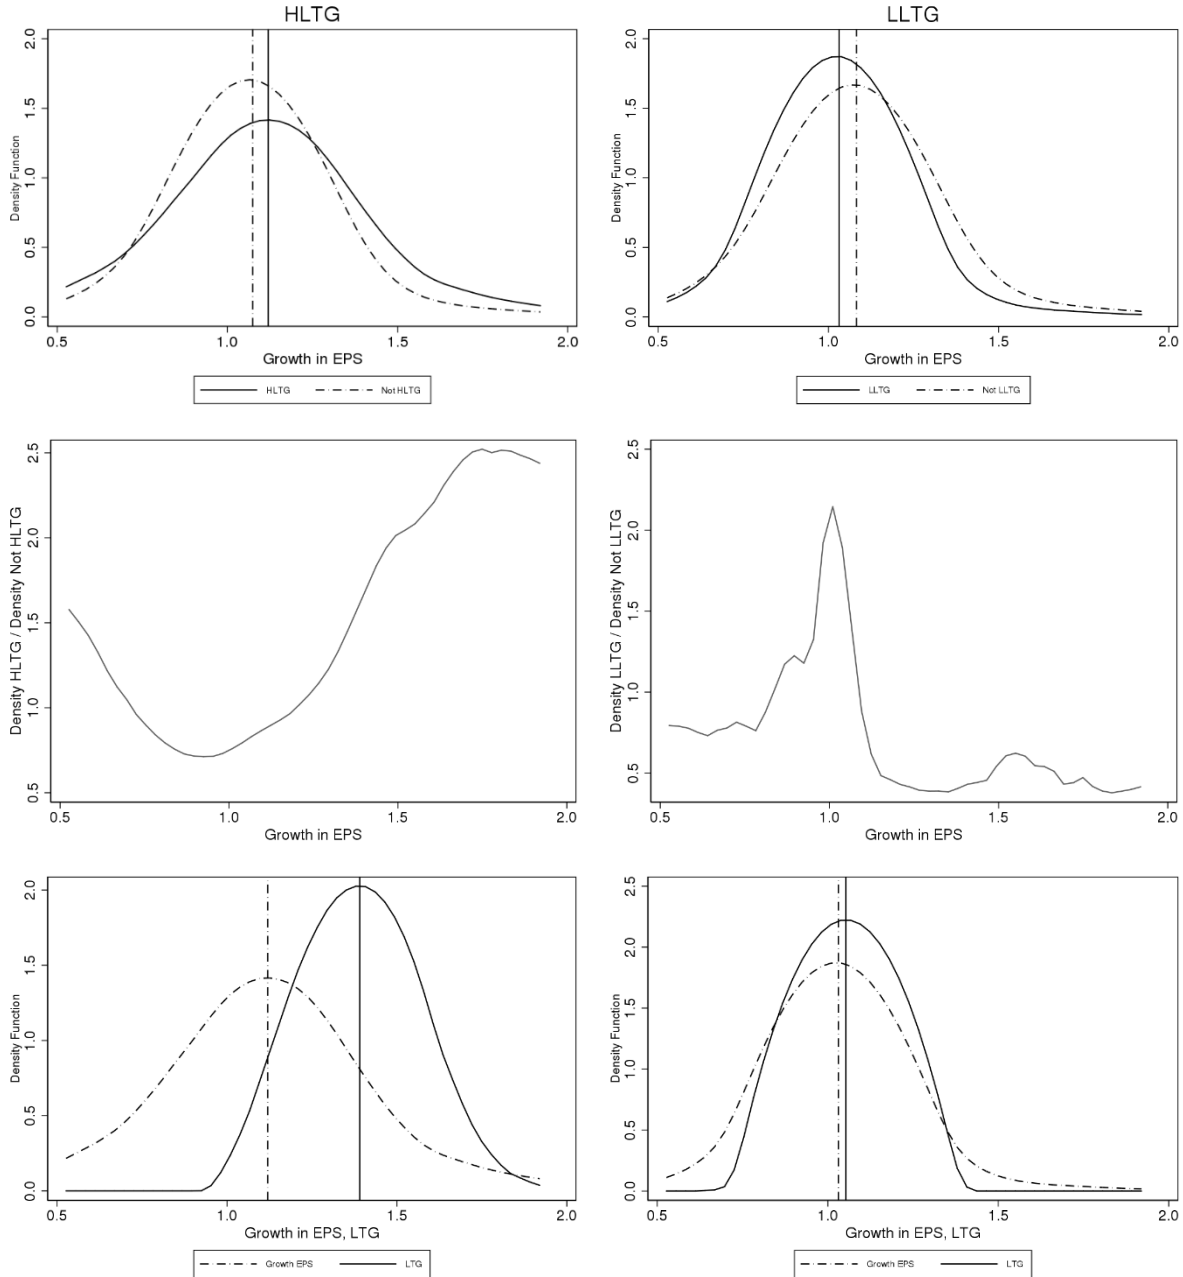 HLTG
Density Function
2.0
1.5
1.0
0.5
0.0
0.5 1.0 1.5 2.0
Growth in EPS
HLTG Not HLTG
LLTG
Density Function
2.0
1.5
1.0
0.5
0.0
0.5 1.0 1.5 2.0
Growth in EPS
LLTG Not LLTG
Density HLTG / Density Not HLTG
2.5
2.0
1.5
1.0
0.5
0.5 1.0 1.5 2.0
Growth in EPS
Density LLTG / Density Not LLTG
2.5
2.0
1.5
1.0
0.5
0.5 1.0 1.5 2.0
Growth in EPS
Density Function
2.0
1.5
1.0
0.5
0.0
0.5 1.0 1.5 2.0
Growth in EPS, LTG
Growth EPS LTG
Density Function
2.5
2.0
1.5
1.0
0.5
0.0
0.5 1.0 1.5 2.0
Growth in EPS, LTG
Growth EPS LTG